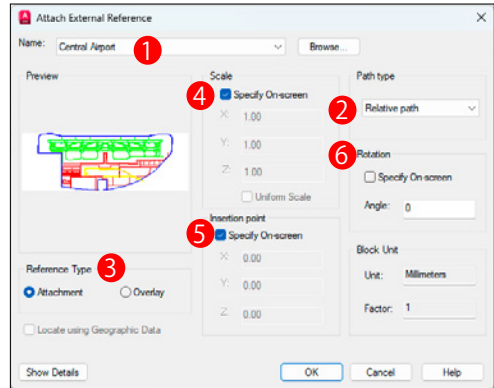 Attach External Reference
Name: Central Airport 1 Browse...
Preview
Scale
4 Specify On-screen
X: 1.00
Y: 1.00
Z: 1.00
Uniform Scale
Path type
2 Relative path
6 Rotation
Specify On-screen
Angle: 0
Insertion point
5 Specify On-screen
X: 0.00
Y: 0.00
Z: 0.00
Block Unit
Unit: Millimeters
Factor: 1
Reference Type 3
Attachment Overlay
Locate using Geographic Data
Show Details OK Cancel Help